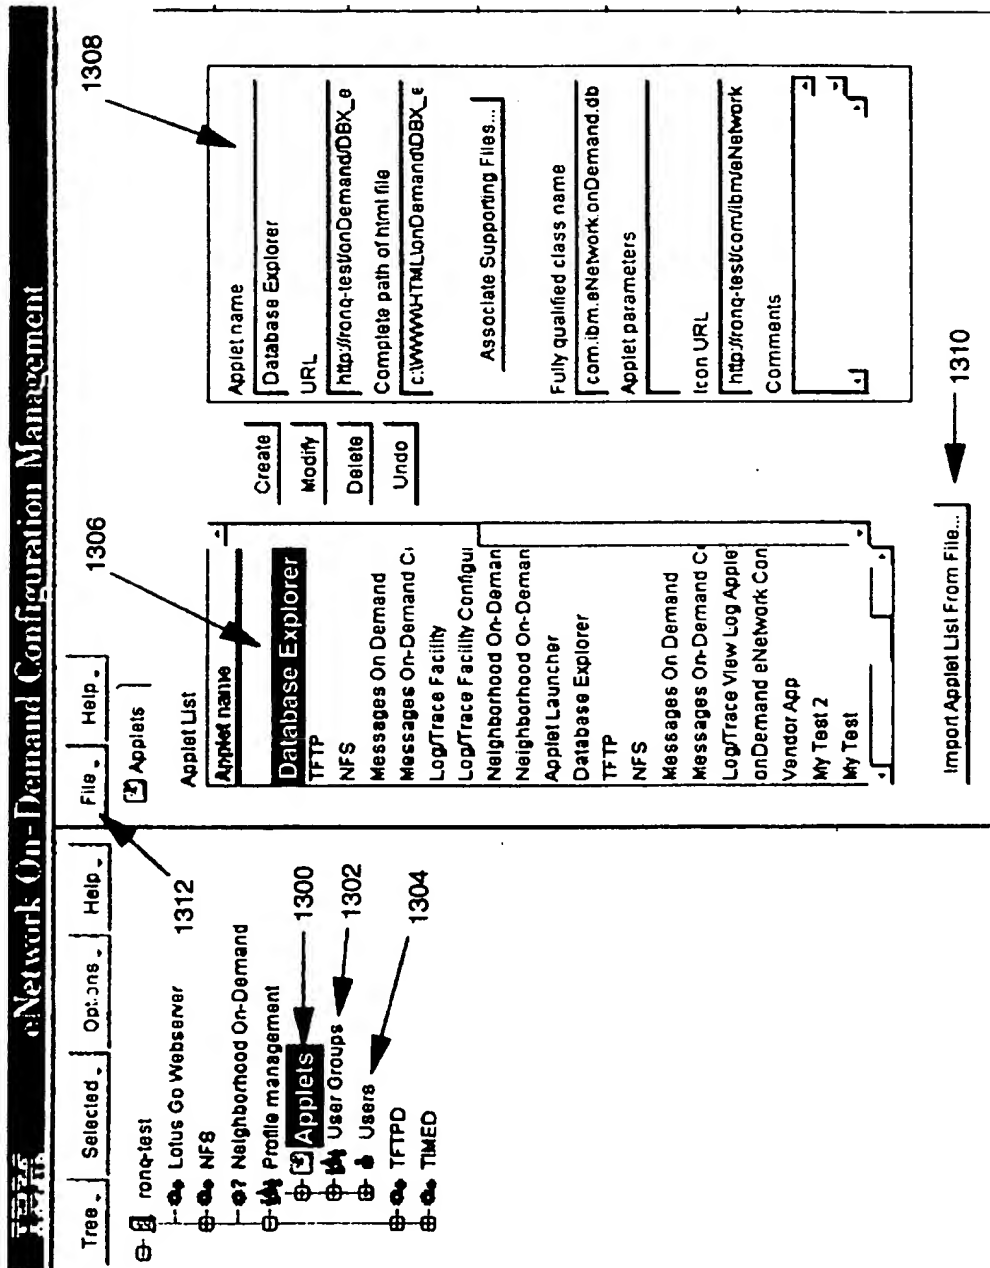 IBM
eNetwork On-Demand Configuration Management
Tree
Selected
Options
Help
File
Help
ronq-test
Lotus Go Webserver
NFS
Neighborhood On-Demand
Profile management
Applets
User Groups
Users
TFTPD
TIMED
1312
1300
1302
1304
Applets
Applet List
Applet name
Database Explorer
TFTP
NFS
Messages On Demand
Messages On-Demand C
Log/Trace Facility
Log/Trace Facility Configu
Neighborhood On-Deman
Neighborhood On-Deman
Applet Launcher
Database Explorer
TFTP
NFS
Messages On Demand
Messages On-Demand C
Log/Trace View Log Apple
onDemand eNetwork Con
Vendor App
My Test 2
My Test
Import Applet List From File...
1306
1310
Create
Modify
Delete
Undo
1308
Applet name
Database Explorer
URL
http://ronq-test/onDemand/DBX_e
Complete path of html file
c:\WWW\HTML\onDemand\DBX_e
Associate Supporting Files...
Fully qualified class name
com.ibm.eNetwork.onDemand.db
Applet parameters
Icon URL
http://ronq-test/com/ibm/eNetwork
Comments